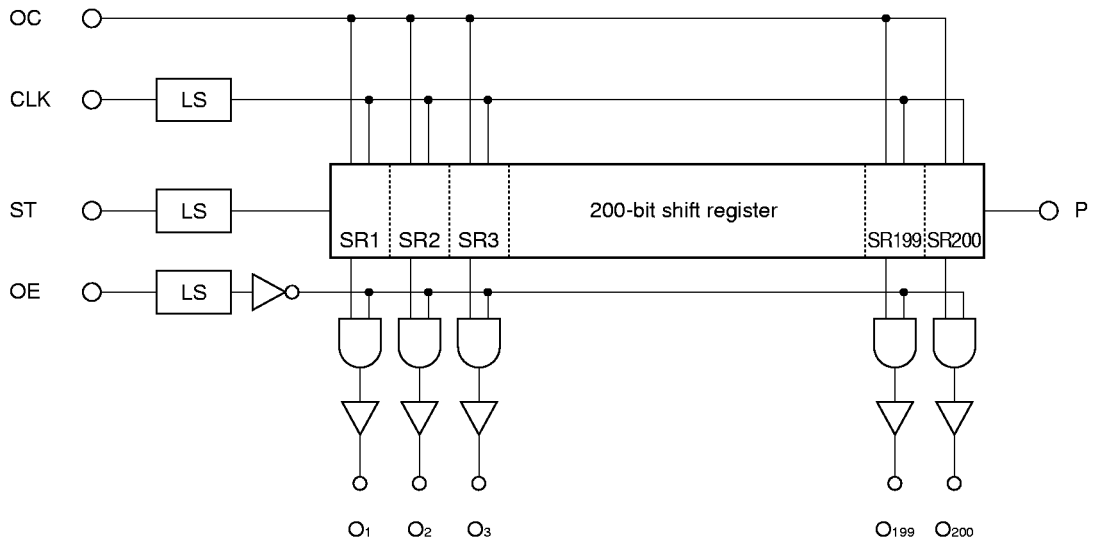 OC
CLK LS
ST LS 200-bit shift register P
SR1 SR2 SR3 SR199 SR200
OE LS
O1 O2 O3 O199 O200